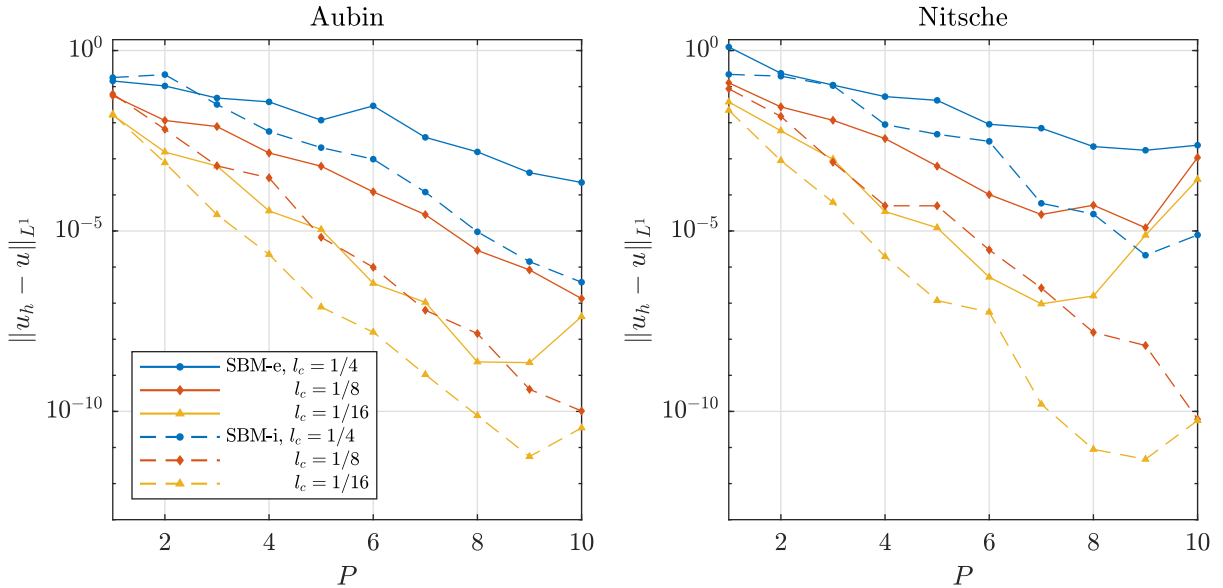 Aubin
10^0
10^{-5}
10^{-10}
‖u_h − u‖_{L^1}
SBM-e, l_c = 1/4
l_c = 1/8
l_c = 1/16
SBM-i, l_c = 1/4
l_c = 1/8
l_c = 1/16
2 4 6 8 10
P
Nitsche
10^0
10^{-5}
10^{-10}
‖u_h − u‖_{L^1}
2 4 6 8 10
P